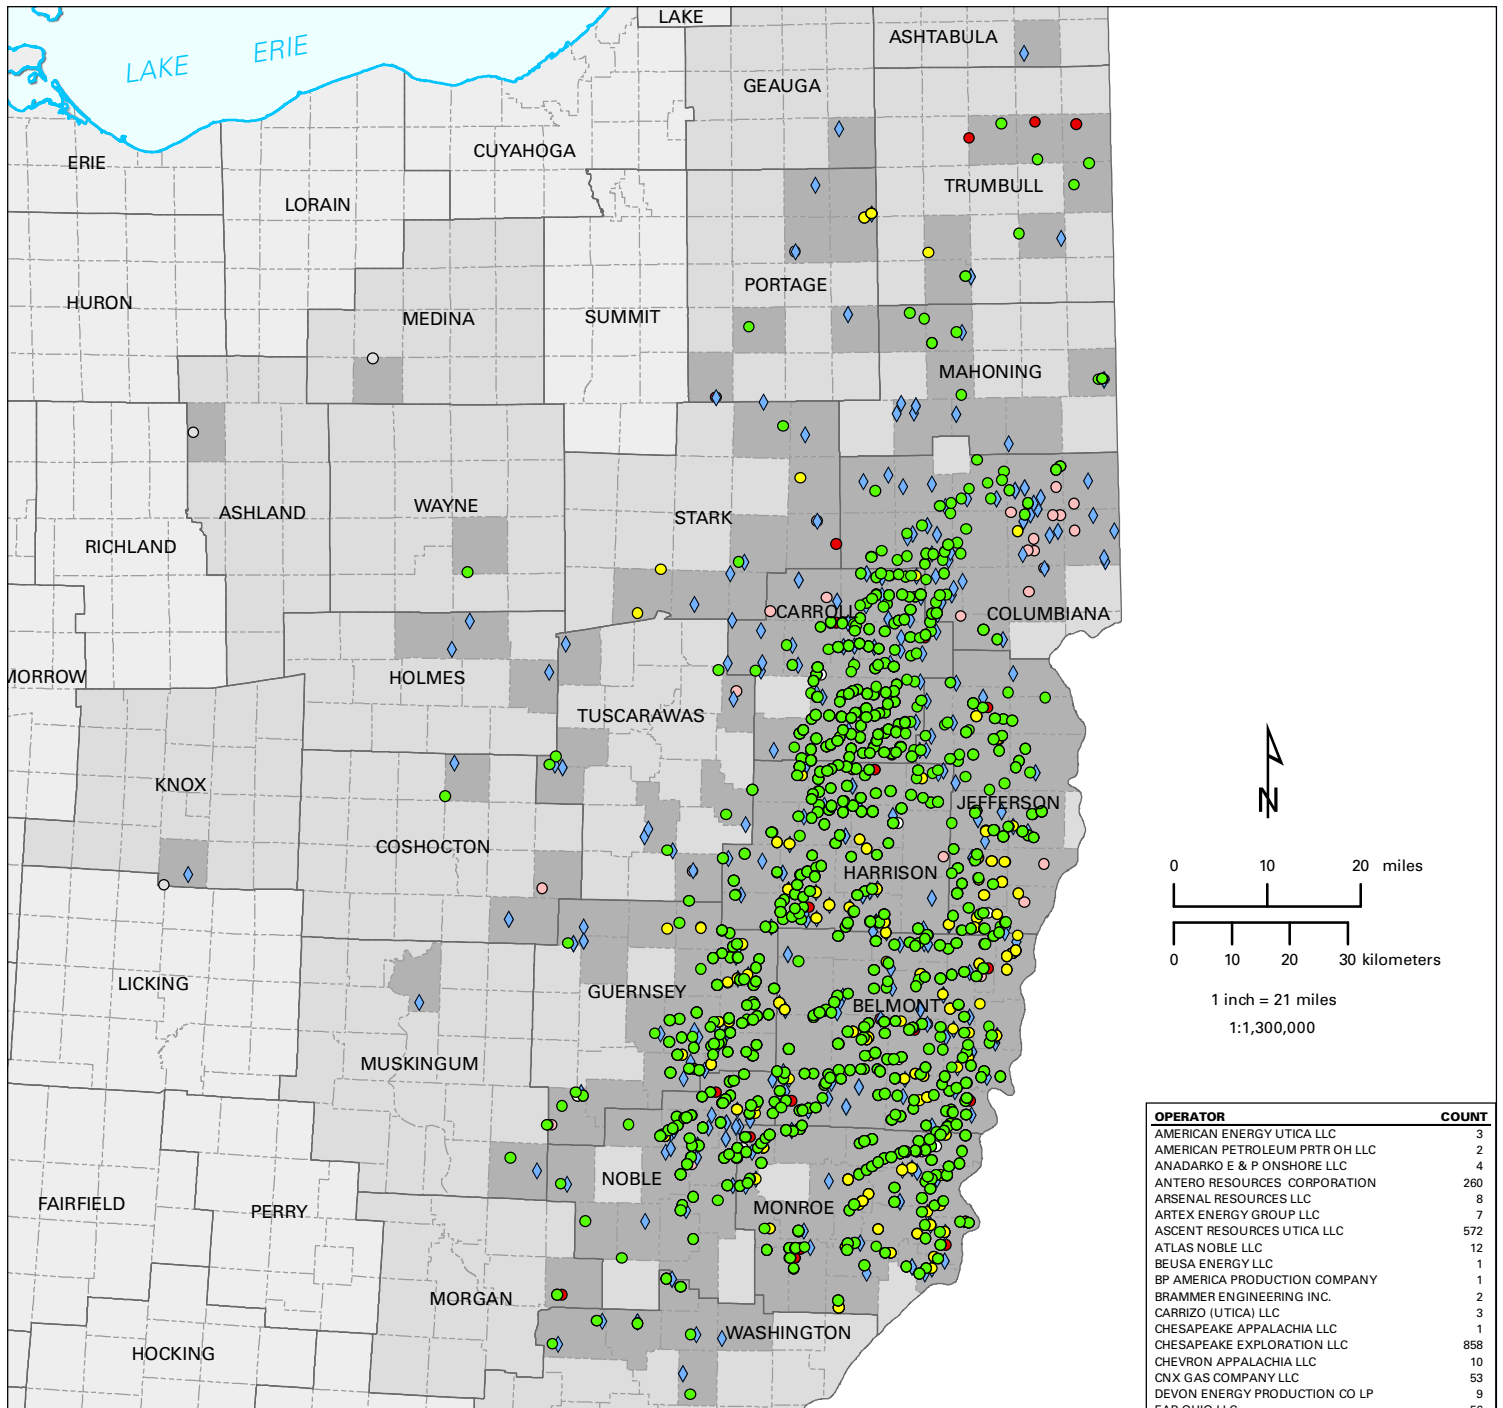 LAKE
ASHTABULA
LAKE ERIE
GEAUGA
CUYAHOGA
ERIE
TRUMBULL
LORAIN
PORTAGE
HURON
MEDINA
SUMMIT
MAHONING
WAYNE
ASHLAND
STARK
RICHLAND
CARROLL
COLUMBIANA
MORROW
HOLMES
TUSCARAWAS
KNOX
JEFFERSON
COSHOCTON
HARRISON
LICKING
GUERNSEY
BELMONT
MUSKINGUM
NOBLE
FAIRFIELD
PERRY
MONROE
MORGAN
WASHINGTON
HOCKING
N
0 10 20 miles
0 10 20 30 kilometers
1 inch = 21 miles
1:1,300,000
OPERATOR COUNT
AMERICAN ENERGY UTICA LLC 3
AMERICAN PETROLEUM PRTR OH LLC 2
ANADARKO E & P ONSHORE LLC 4
ANTERO RESOURCES CORPORATION 260
ARSENAL RESOURCES LLC 8
ARTEX ENERGY GROUP LLC 7
ASCENT RESOURCES UTICA LLC 572
ATLAS NOBLE LLC 12
BEUSA ENERGY LLC 1
BP AMERICA PRODUCTION COMPANY 1
BRAMMER ENGINEERING INC. 2
CARRIZO (UTICA) LLC 3
CHESAPEAKE APPALACHIA LLC 1
CHESAPEAKE EXPLORATION LLC 858
CHEVRON APPALACHIA LLC 10
CNX GAS COMPANY LLC 53
DEVON ENERGY PRODUCTION CO LP 9